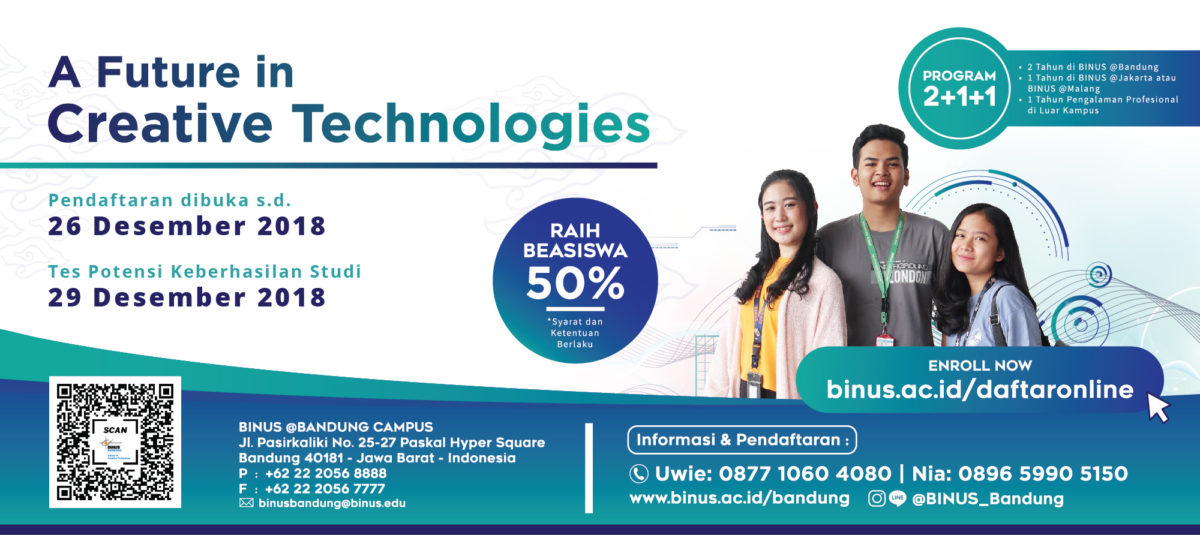 A Future in
Creative Technologies
Pendaftaran dibuka s.d.
26 Desember 2018
Tes Potensi Keberhasilan Studi
29 Desember 2018
RAIH
BEASISWA
50%
*Syarat dan
Ketentuan
Berlaku
PROGRAM
2+1+1
• 2 Tahun di BINUS @Bandung
• 1 Tahun di BINUS @Jakarta atau
BINUS @Malang
• 1 Tahun Pengalaman Profesional
di Luar Kampus
LONDON
ENROLL NOW
binus.ac.id/daftaronline
SCAN
BINUS
BINUS @BANDUNG CAMPUS
Jl. Pasirkaliki No. 25-27 Paskal Hyper Square
Bandung 40181 - Jawa Barat - Indonesia
P : +62 22 2056 8888
F : +62 22 2056 7777
binusbandung@binus.edu
Informasi & Pendaftaran :
Uwie: 0877 1060 4080 | Nia: 0896 5990 5150
www.binus.ac.id/bandung
LINE
@BINUS_Bandung